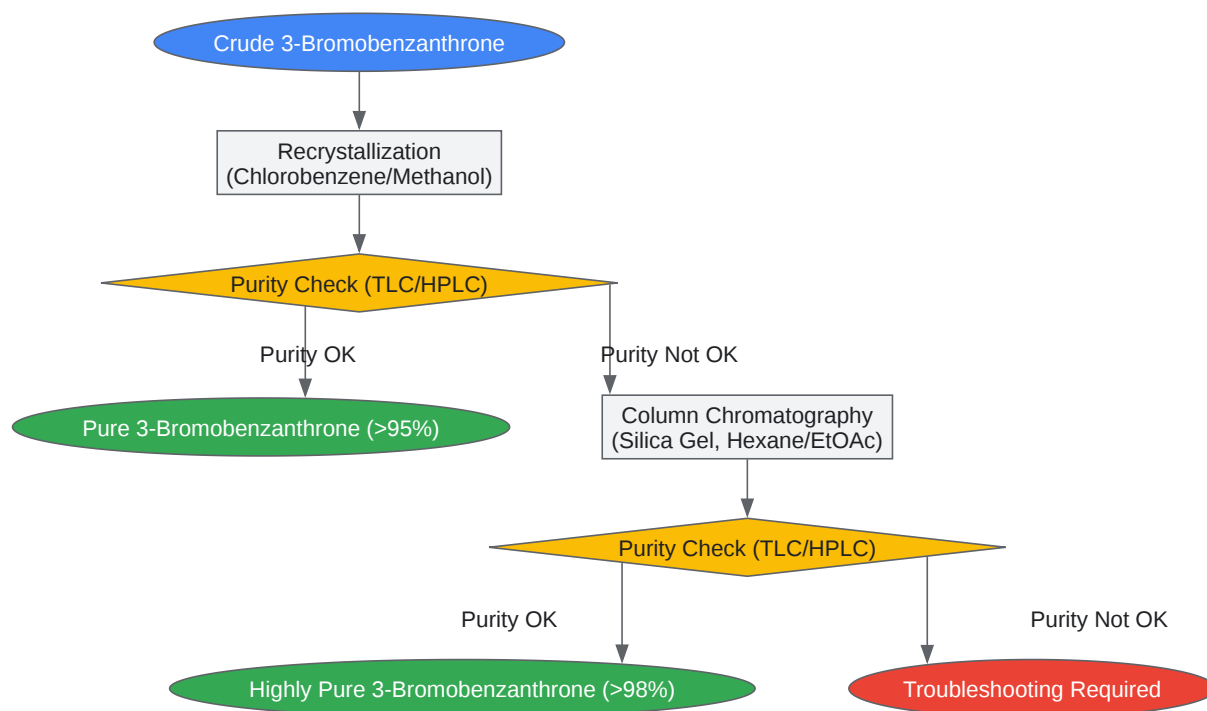 Crude 3-Bromobenzanthrone
Recrystallization
(Chlorobenzene/Methanol)
Purity Check (TLC/HPLC)
Purity OK
Purity Not OK
Pure 3-Bromobenzanthrone (>95%)
Column Chromatography
(Silica Gel, Hexane/EtOAc)
Purity Check (TLC/HPLC)
Purity OK
Purity Not OK
Highly Pure 3-Bromobenzanthrone (>98%)
Troubleshooting Required